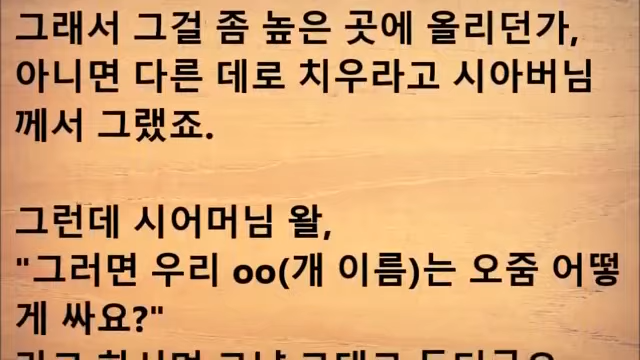 그래서 그걸 좀 높은 곳에 올리던가,
아니면 다른 데로 치우라고 시아버님
께서 그랬죠.
그런데 시어머님 왈,
"그러면 우리 oo(개 이름)는 오줌 어떻
게 싸요?"